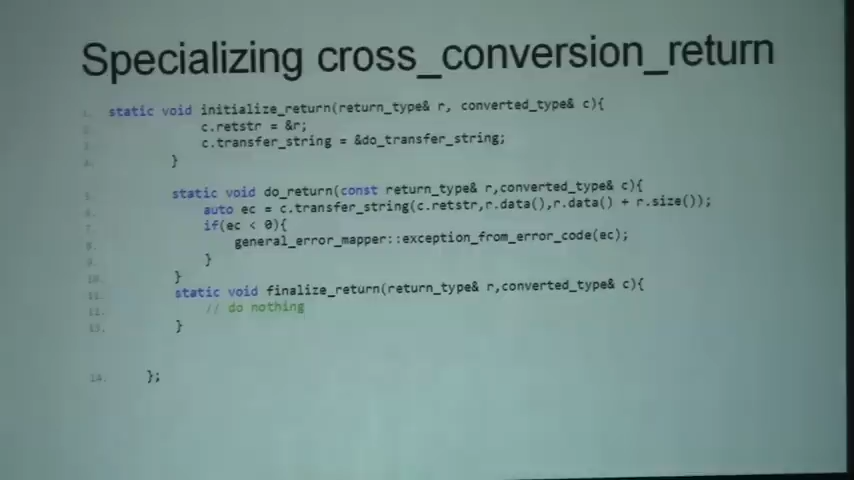 Specializing cross_conversion_return
1. static void initialize_return(return_type& r, converted_type& c){
2. c.retstr = &r;
3. c.transfer_string = &do_transfer_string;
4. }
5. static void do_return(const return_type& r,converted_type& c){
6. auto ec = c.transfer_string(c.retstr,r.data(),r.data() + r.size());
7. if(ec < 0){
8. general_error_mapper::exception_from_error_code(ec);
9. }
10. }
11. static void finalize_return(return_type& r,converted_type& c){
12. // do nothing
13. }
14. };